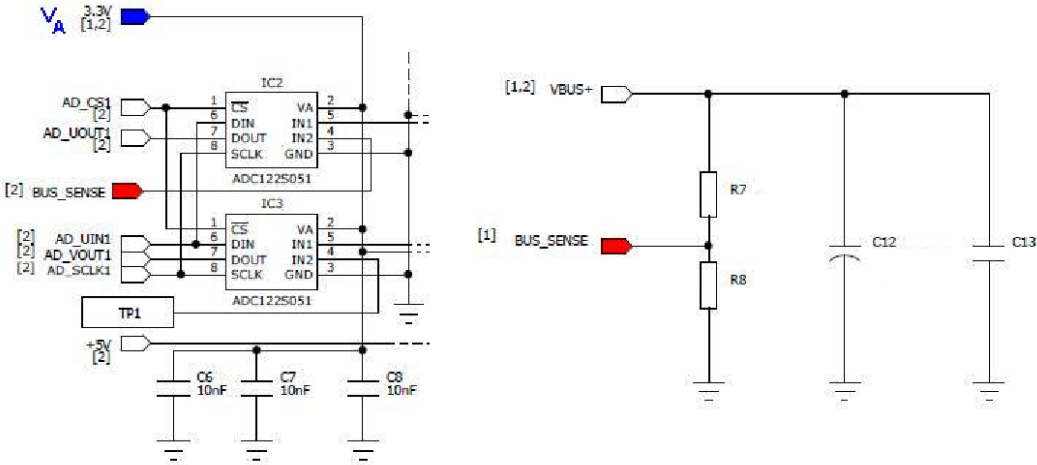 V A 3.3V
[1,2]
IC2
AD_CS1
[2]
1 CS VA 2
6 DIN IN1 5
AD_UOUT1
[2]
7 DOUT IN2 4
8 SCLK GND 3
ADC122S051
[2] BUS_SENSE
IC3
1 CS VA 2
[2] AD_UIN1 6 DIN IN1 5
[2] AD_VOUT1 7 DOUT IN2 4
[2] AD_SCLK1 8 SCLK GND 3
ADC122S051
TP1
+5V
[2]
C6
10nF
C7
10nF
C8
10nF
[1,2] VBUS+
R7
[1] BUS_SENSE
R8
C12
C13